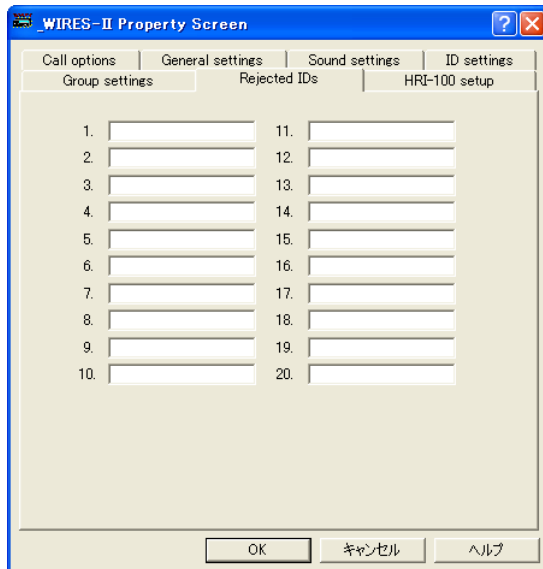 _WIRES-II Property Screen
Call options General settings Sound settings ID settings
Group settings Rejected IDs HRI-100 setup
1. 11.
2. 12.
3. 13.
4. 14.
5. 15.
6. 16.
7. 17.
8. 18.
9. 19.
10. 20.
OK キャンセル ヘルプ